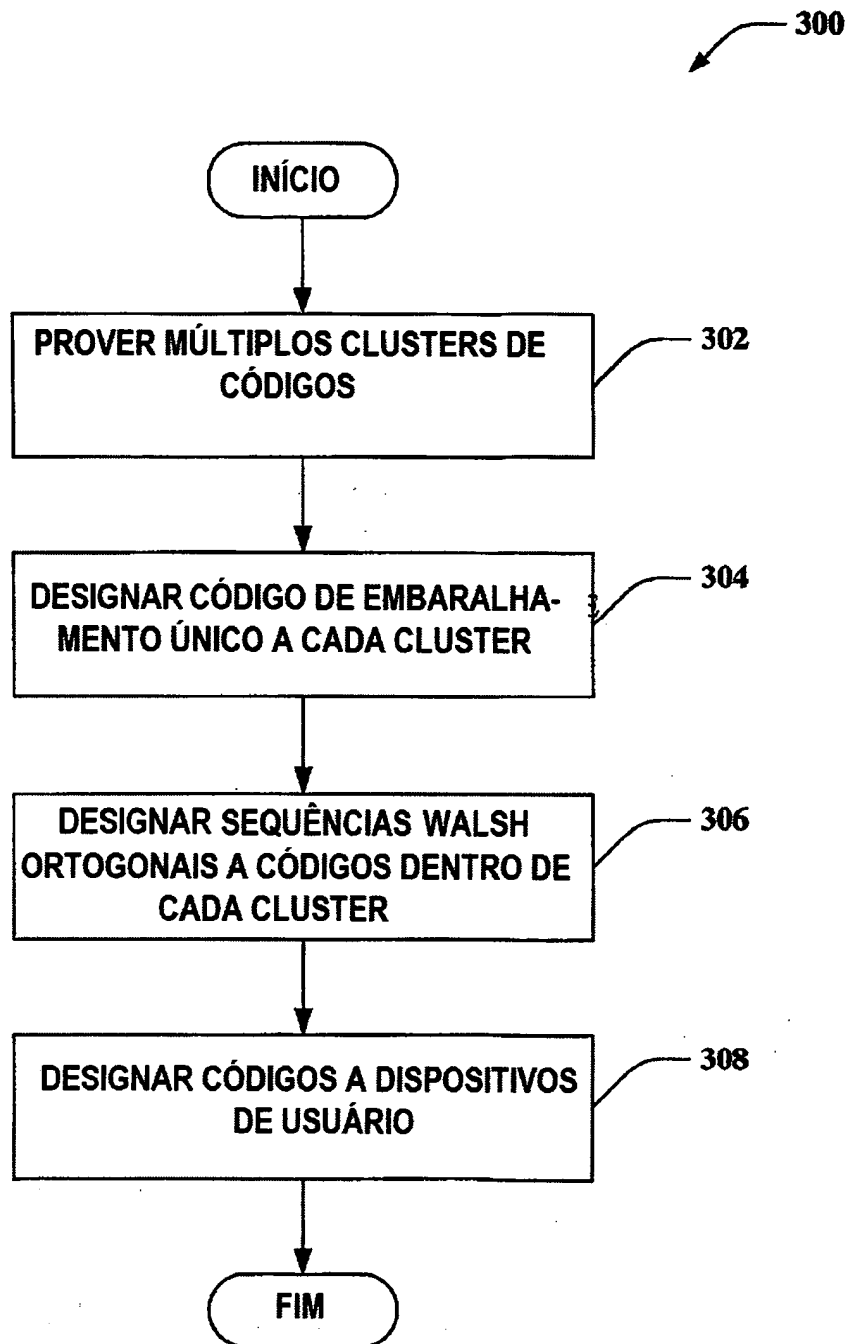 300
INÍCIO
PROVER MÚLTIPLOS CLUSTERS DE
CÓDIGOS
302
DESIGNAR CÓDIGO DE EMBARALHA-
MENTO ÚNICO A CADA CLUSTER
304
DESIGNAR SEQUÊNCIAS WALSH
ORTOGONAIS A CÓDIGOS DENTRO DE
CADA CLUSTER
306
DESIGNAR CÓDIGOS A DISPOSITIVOS
DE USUÁRIO
308
FIM